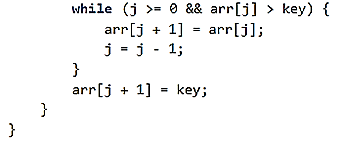 while (j >= 0 && arr[j] > key) {
arr[j + 1] = arr[j];
j = j - 1;
}
arr[j + 1] = key;
}
}